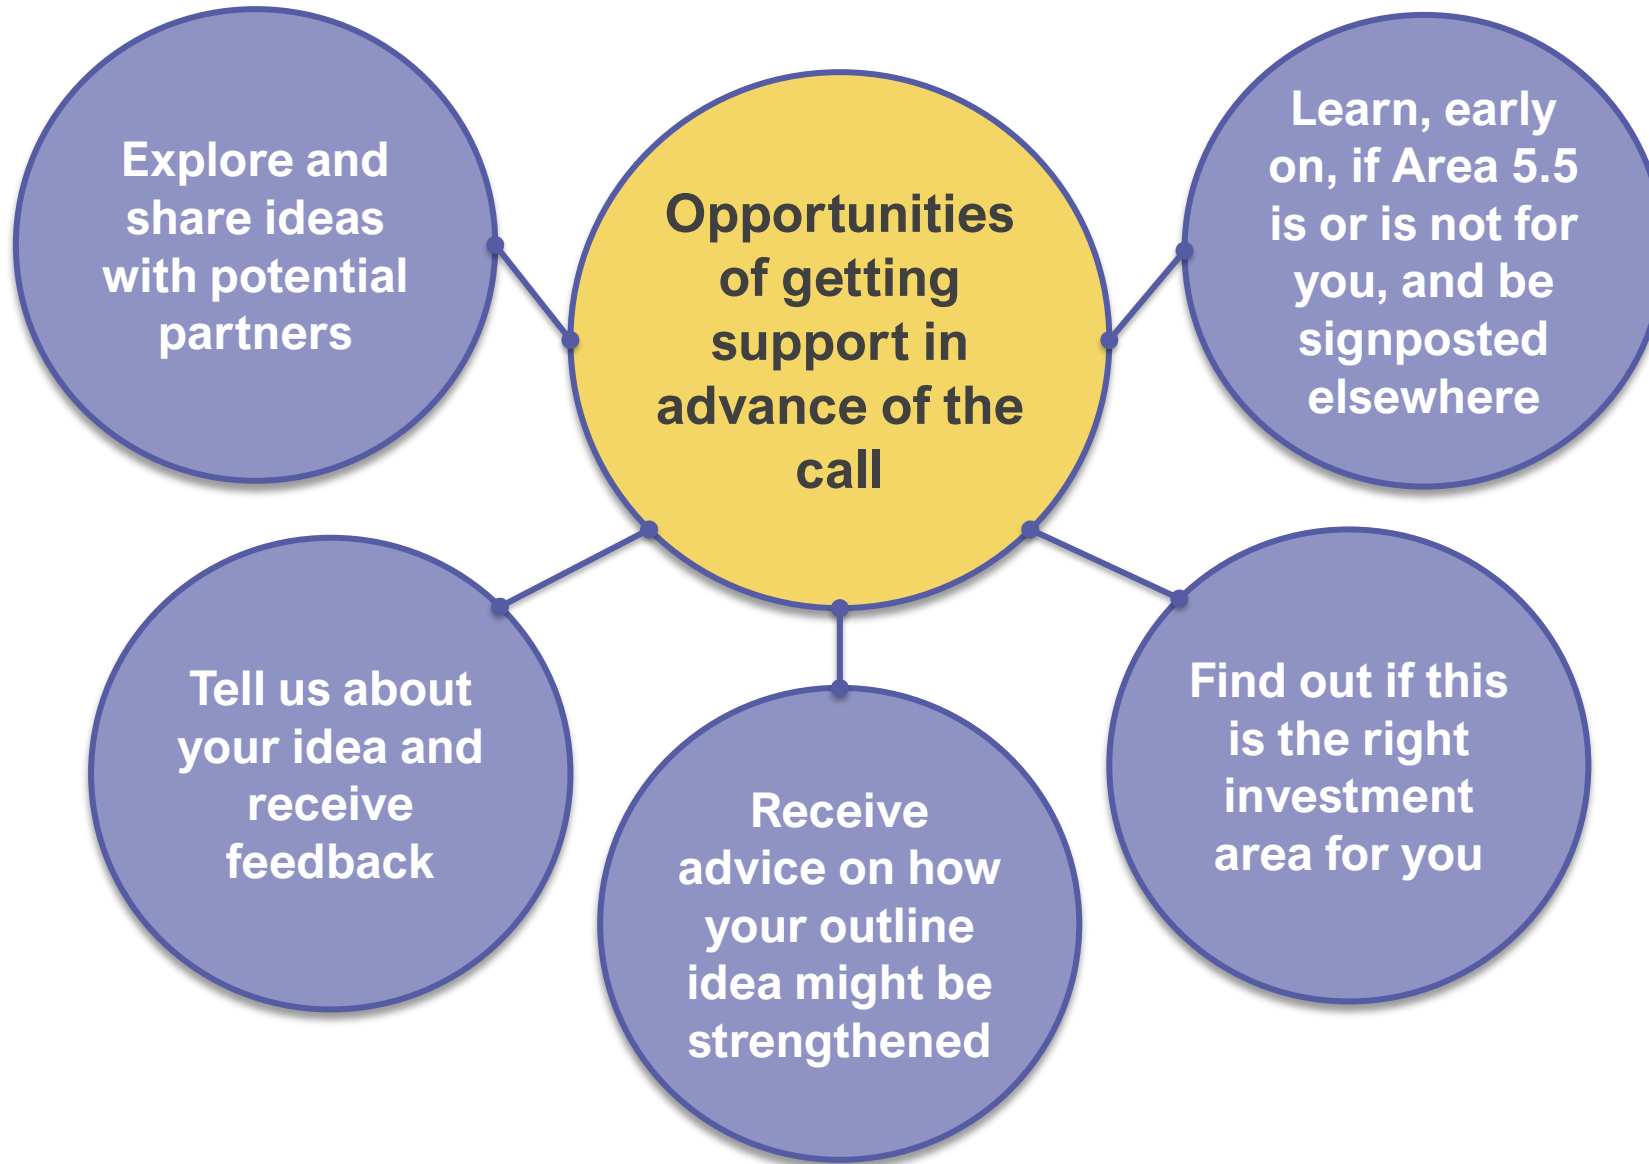 Explore and
share ideas
with potential
partners
Opportunities
of getting
support in
advance of the
call
Learn, early
on, if Area 5.5
is or is not for
you, and be
signposted
elsewhere
Tell us about
your idea and
receive
feedback
Receive
advice on how
your outline
idea might be
strengthened
Find out if this
is the right
investment
area for you